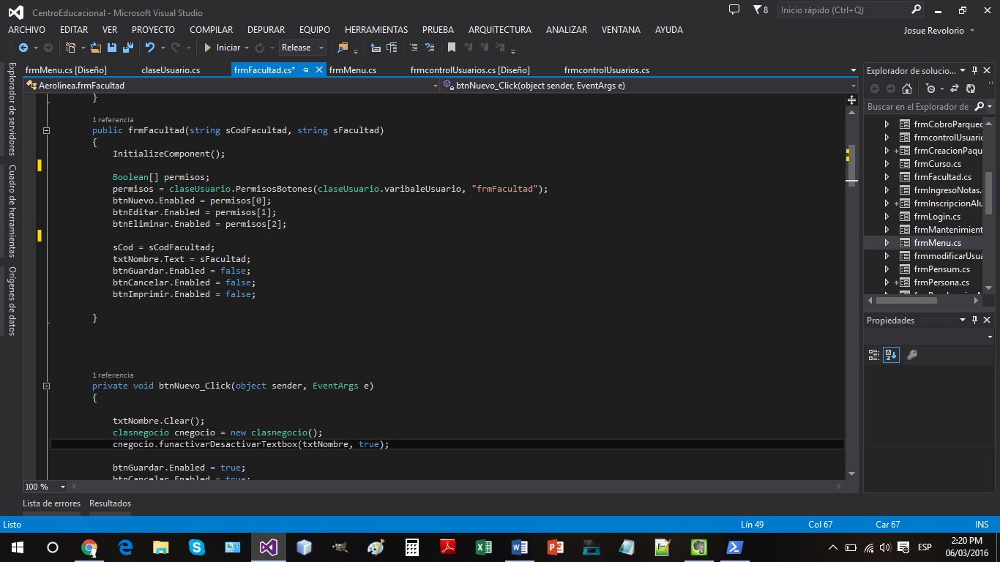 CentroEducacional - Microsoft Visual Studio
8
Inicio rápido (Ctrl+Q)
ARCHIVO EDITAR VER PROYECTO COMPILAR DEPURAR EQUIPO HERRAMIENTAS PRUEBA ARQUITECTURA ANALIZAR VENTANA AYUDA
Josue Revolorio
Iniciar
Release
Explorador de servidores
Cuadro de herramientas
Orígenes de datos
frmMenu.cs [Diseño] claseUsuario.cs frmFacultad.cs* frmMenu.cs frmcontrolUsuarios.cs [Diseño] frmcontrolUsuarios.cs
Aerolinea.frmFacultad
btnNuevo_Click(object sender, EventArgs e)
}
1 referencia
public frmFacultad(string sCodFacultad, string sFacultad)
{
InitializeComponent();
Boolean[] permisos;
permisos = claseUsuario.PermisosBotones(claseUsuario.varibaleUsuario, "frmFacultad");
btnNuevo.Enabled = permisos[0];
btnEditar.Enabled = permisos[1];
btnEliminar.Enabled = permisos[2];
sCod = sCodFacultad;
txtNombre.Text = sFacultad;
btnGuardar.Enabled = false;
btnCancelar.Enabled = false;
btnImprimir.Enabled = false;
}
1 referencia
private void btnNuevo_Click(object sender, EventArgs e)
{
txtNombre.Clear();
clasnegocio cnegocio = new clasnegocio();
cnegocio.funactivarDesactivarTextbox(txtNombre, true);
btnGuardar.Enabled = true;
btnCancelar.Enabled = true;
100 %
Explorador de solucio...
Buscar en el Explorador de
frmCobroParquec
frmcontrolUsuario
frmCreacionPaqu
frmCurso.cs
frmFacultad.cs
frmIngresoNotas.
frmInscripcionAlu
frmLogin.cs
frmMantenimient
frmMenu.cs
frmmodificarUsua
frmPensum.cs
frmPersona.cs
Propiedades
Lista de errores Resultados
Listo
Lín 49 Col 67 Car 67 INS
ESP
2:20 PM
06/03/2016